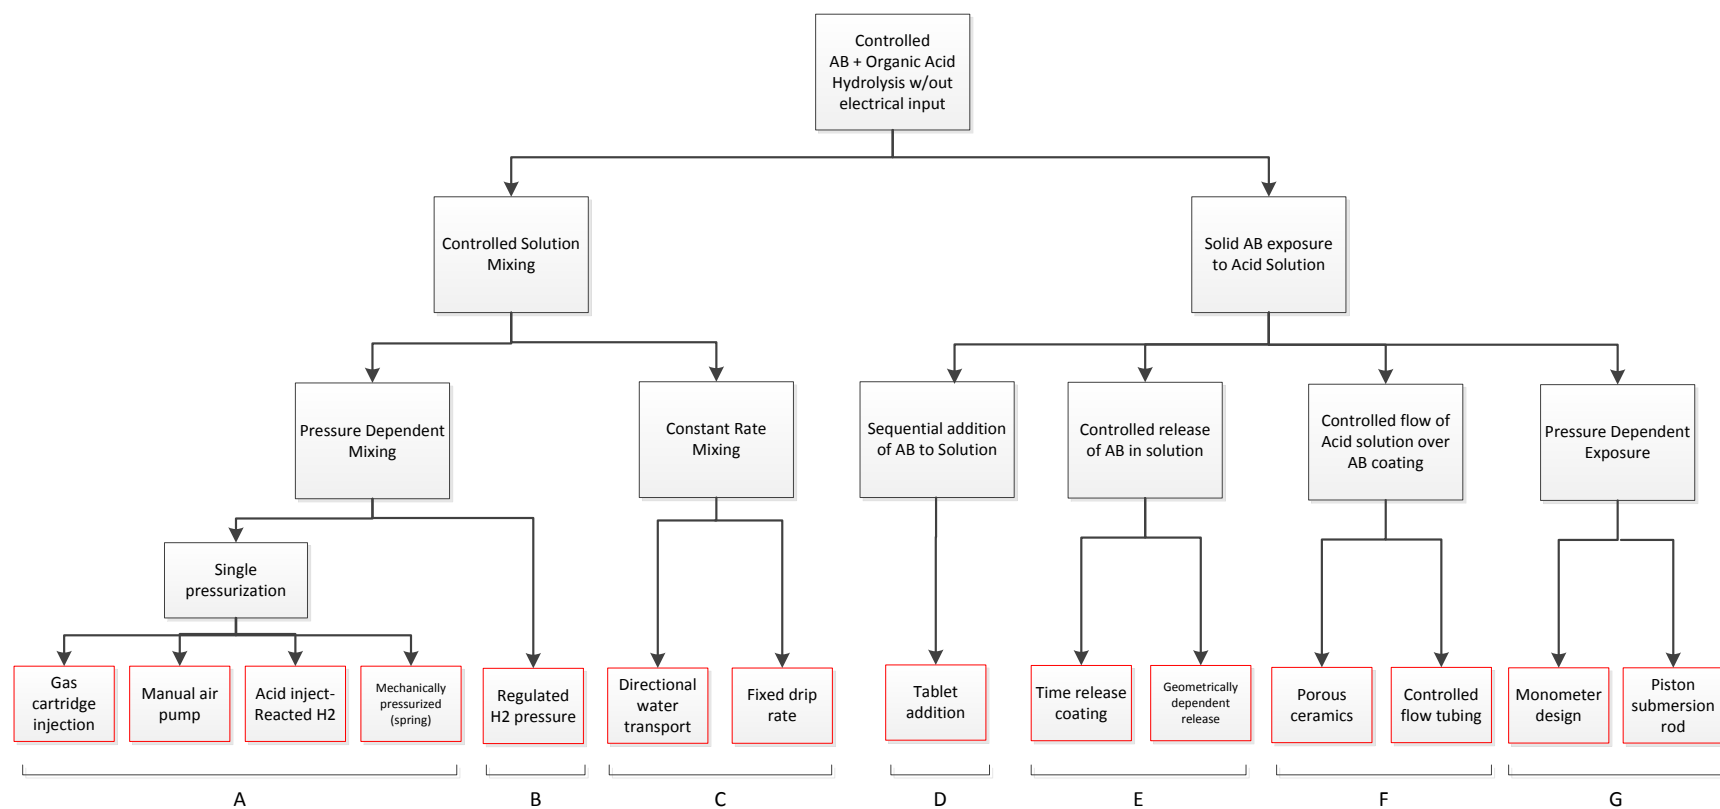 Controlled
AB + Organic Acid
Hydrolysis w/out
electrical input
Controlled Solution
Mixing
Solid AB exposure
to Acid Solution
Pressure Dependent
Mixing
Constant Rate
Mixing
Sequential addition
of AB to Solution
Controlled release
of AB in solution
Controlled flow of
Acid solution over
AB coating
Pressure Dependent
Exposure
Single
pressurization
Gas
cartridge
injection
Manual air
pump
Acid inject-
Reacted H2
Mechanically
pressurized
(spring)
Regulated
H2 pressure
Directional
water
transport
Fixed drip
rate
Tablet
addition
Time release
coating
Geometrically
dependent
release
Porous
ceramics
Controlled
flow tubing
Monometer
design
Piston
submersion
rod
A
B
C
D
E
F
G